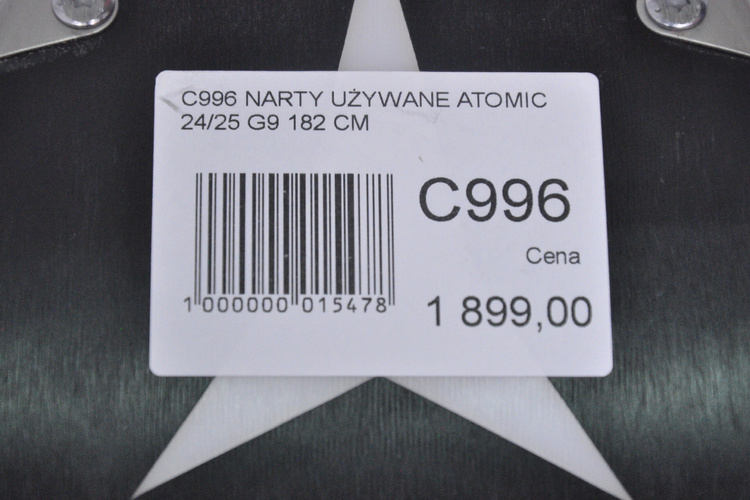 C996 NARTY UŻYWANE ATOMIC
24/25 G9 182 CM
C996
Cena
1 899,00
1 000000 015478